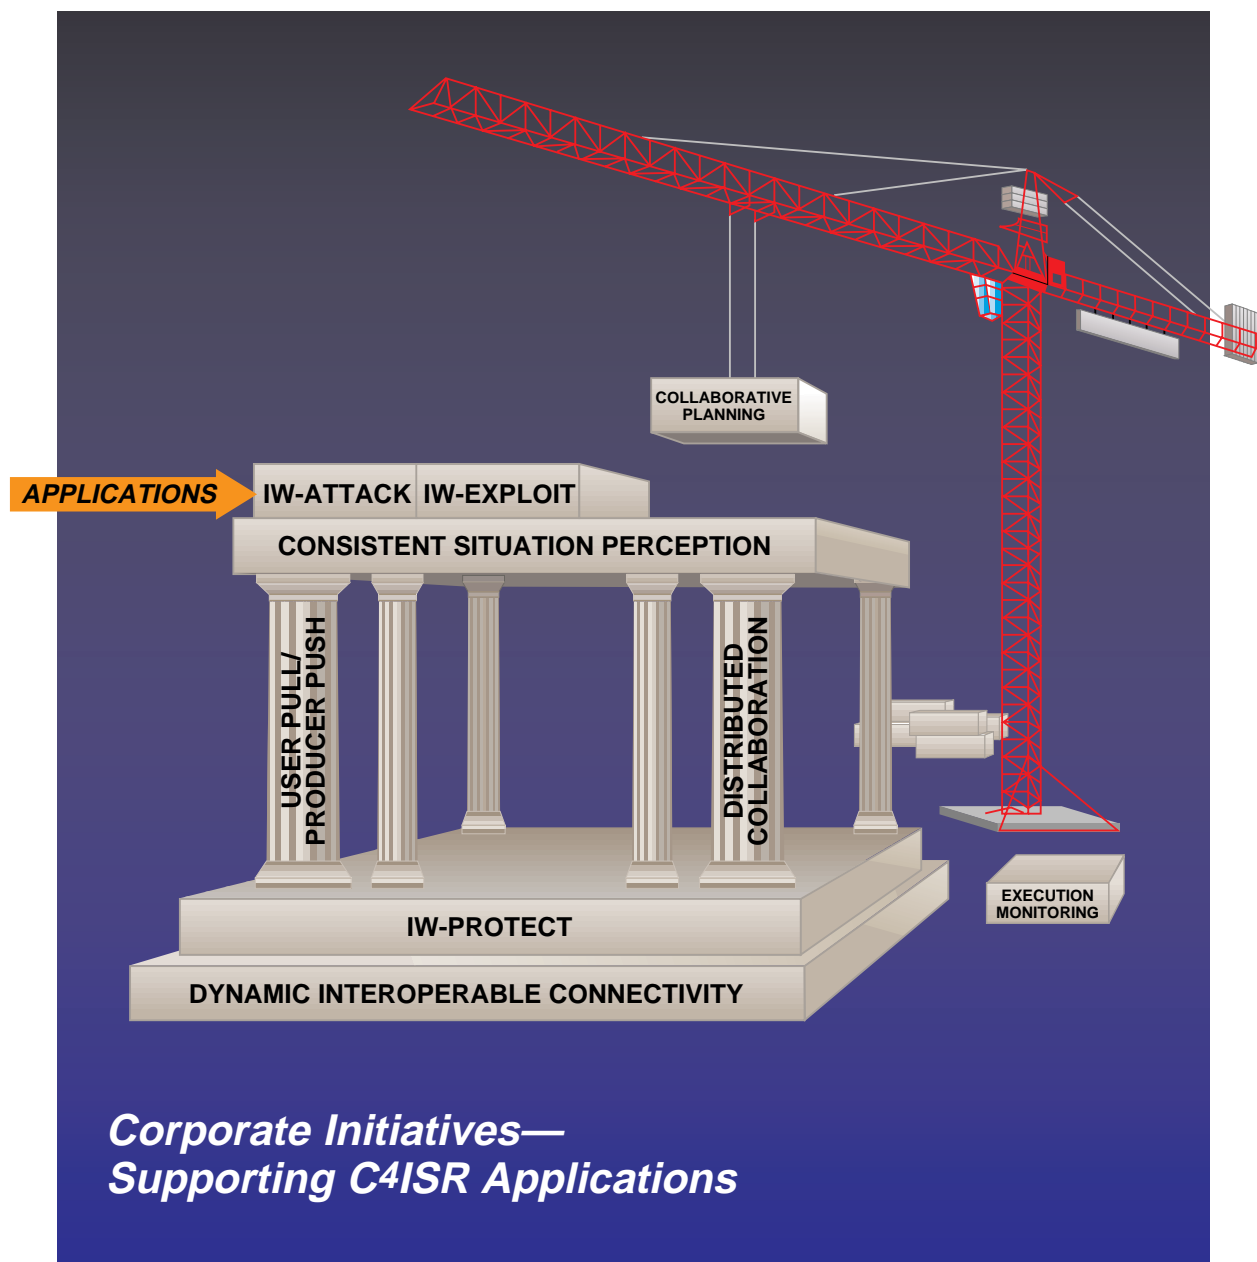 COLLABORATIVE
PLANNING
APPLICATIONS
IW-ATTACK
IW-EXPLOIT
CONSISTENT SITUATION PERCEPTION
USER PULL/
PRODUCER PUSH
DISTRIBUTED
COLLABORATION
EXECUTION
MONITORING
IW-PROTECT
DYNAMIC INTEROPERABLE CONNECTIVITY
Corporate Initiatives—
Supporting C4ISR Applications